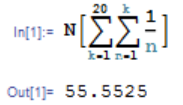 In[1]:= N[∑_{k=1}^{20} ∑_{n=1}^{k} 1/n]
Out[1]= 55.5525